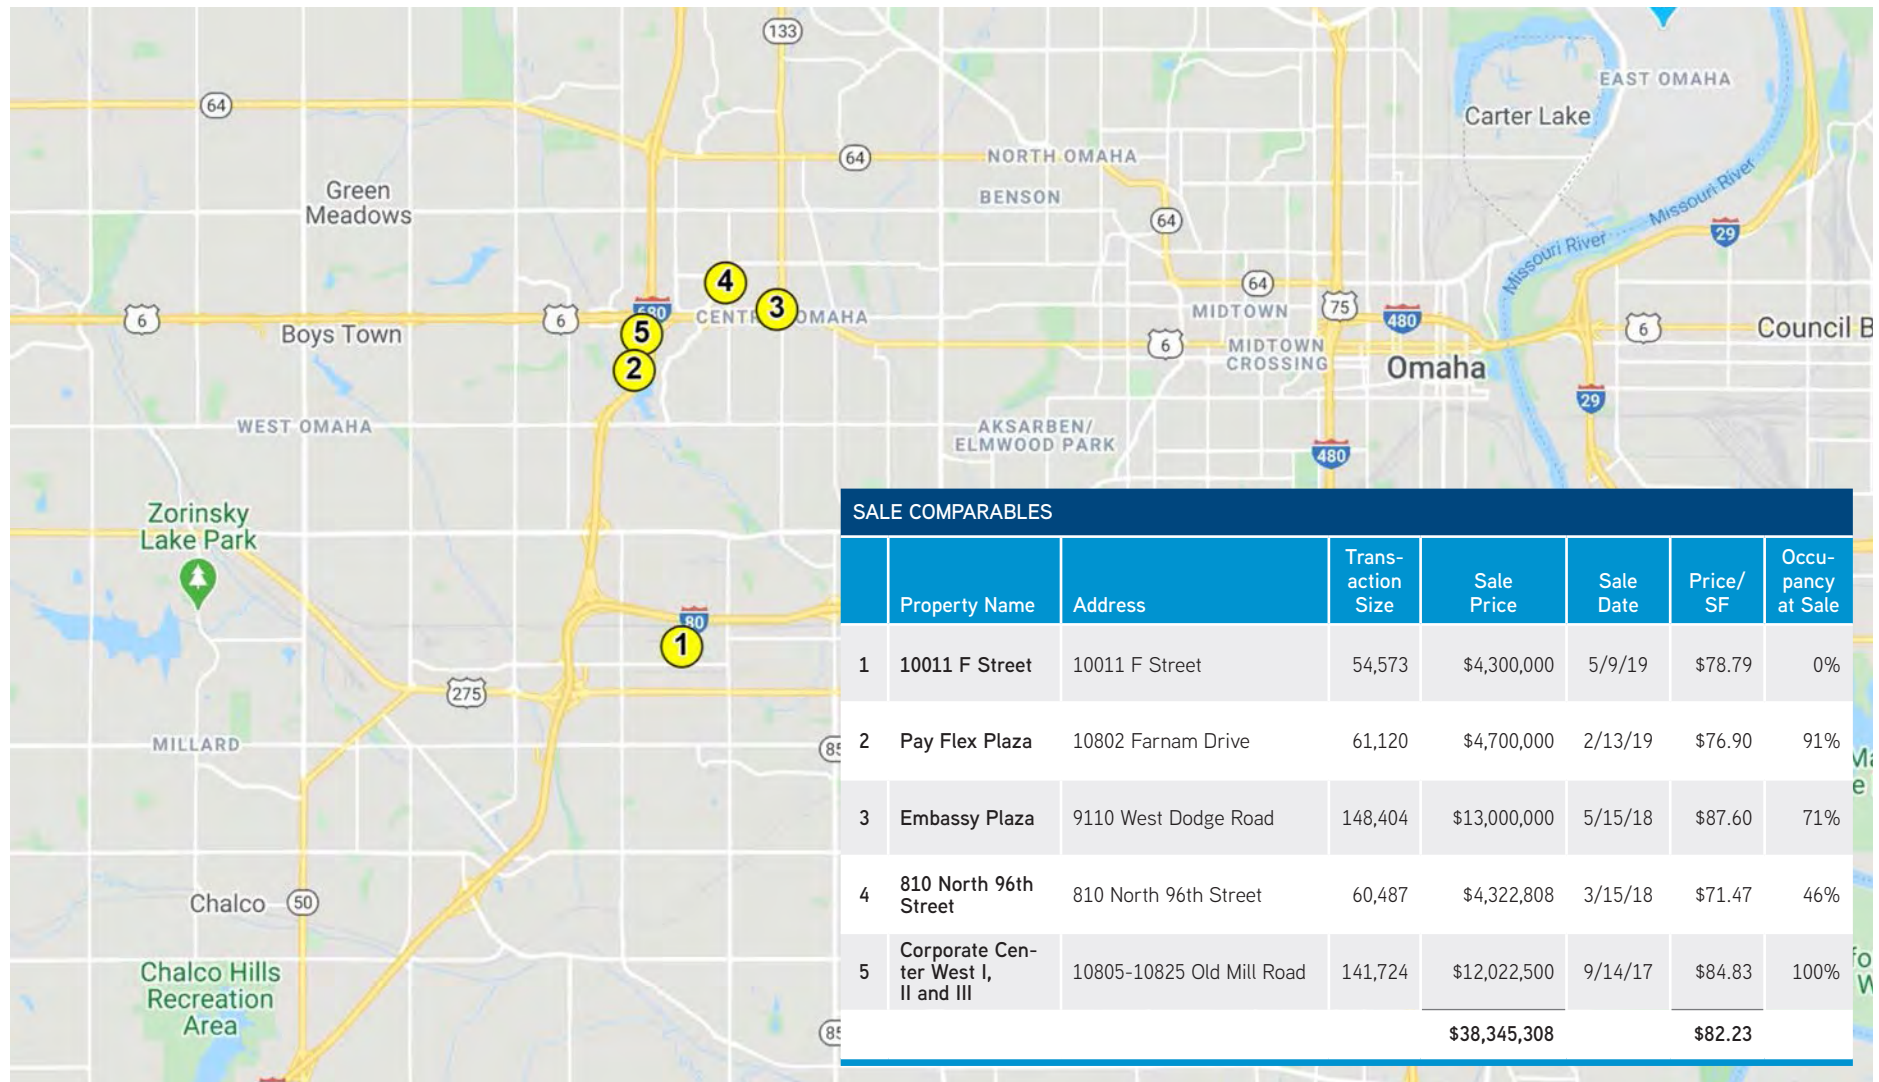 133
64
EAST OMAHA
Carter Lake
64
NORTH OMAHA
Green
Meadows
BENSON
Missouri River
64
29
Missouri River
4
64
3
680
6
6
CENTR OMAHA
MIDTOWN
75
480
6
Council B
5
Boys Town
6
MIDTOWN
CROSSING
Omaha
2
29
WEST OMAHA
AKSARBEN/
ELMWOOD PARK
480
Zorinsky
Lake Park
80
1
275
MILLARD
85
Chalco
50
Chalco Hills
Recreation
Area
85
SALE COMPARABLES
Property Name Address Trans-
action
Size Sale
Price Sale
Date Price/
SF Occu-
pancy
at Sale
1 10011 F Street 10011 F Street 54,573 $4,300,000 5/9/19 $78.79 0%
2 Pay Flex Plaza 10802 Farnam Drive 61,120 $4,700,000 2/13/19 $76.90 91%
3 Embassy Plaza 9110 West Dodge Road 148,404 $13,000,000 5/15/18 $87.60 71%
4 810 North 96th
Street 810 North 96th Street 60,487 $4,322,808 3/15/18 $71.47 46%
5 Corporate Cen-
ter West I,
II and III 10805-10825 Old Mill Road 141,724 $12,022,500 9/14/17 $84.83 100%
$38,345,308 $82.23